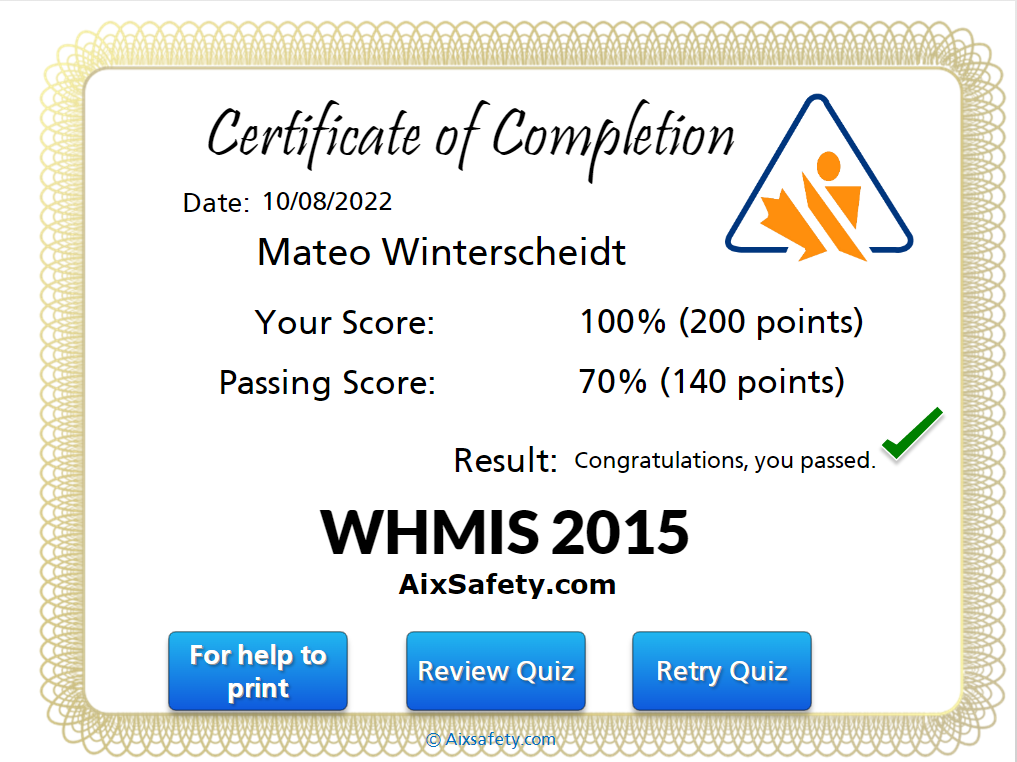 Certificate of Completion
Date: 10/08/2022
Mateo Winterscheidt
Your Score: 100% (200 points)
Passing Score: 70% (140 points)
Result: Congratulations, you passed.
WHMIS 2015
AixSafety.com
For help to
print
Review Quiz
Retry Quiz
© Aixsafety.com